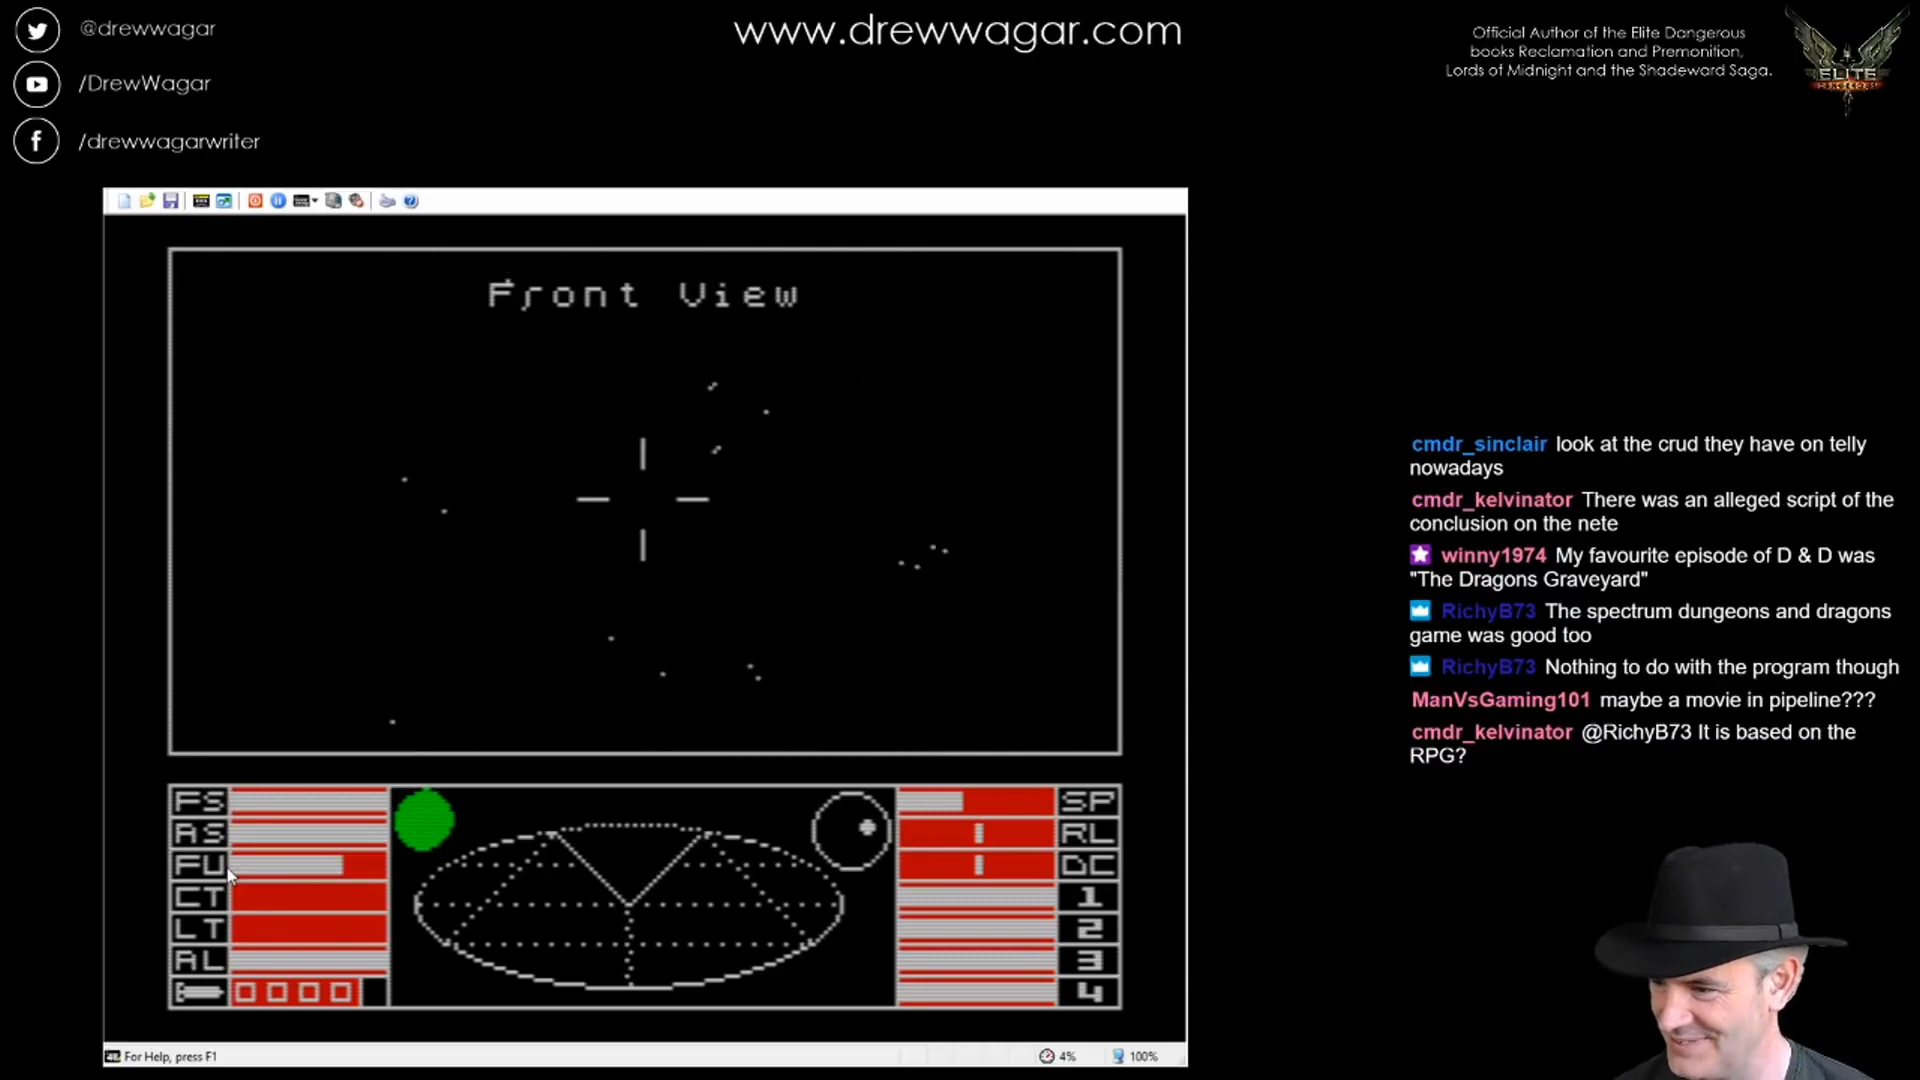 @drewwagar
/DrewWagar
/drewwagarwriter
www.drewwagar.com
Official Author of the Elite Dangerous
books Reclamation and Premonition,
Lords of Midnight and the Shadeward Saga.
ELITE
DANGEROUS
Front View
FS
AS
FU
CT
LT
AL
SP
RL
DC
1
2
3
4
For Help, press F1
4%
100%
cmdr_sinclair look at the crud they have on telly
nowadays
cmdr_kelvinator There was an alleged script of the
conclusion on the nete
winny1974 My favourite episode of D & D was
"The Dragons Graveyard"
RichyB73 The spectrum dungeons and dragons
game was good too
RichyB73 Nothing to do with the program though
ManVsGaming101 maybe a movie in pipeline???
cmdr_kelvinator @RichyB73 It is based on the
RPG?